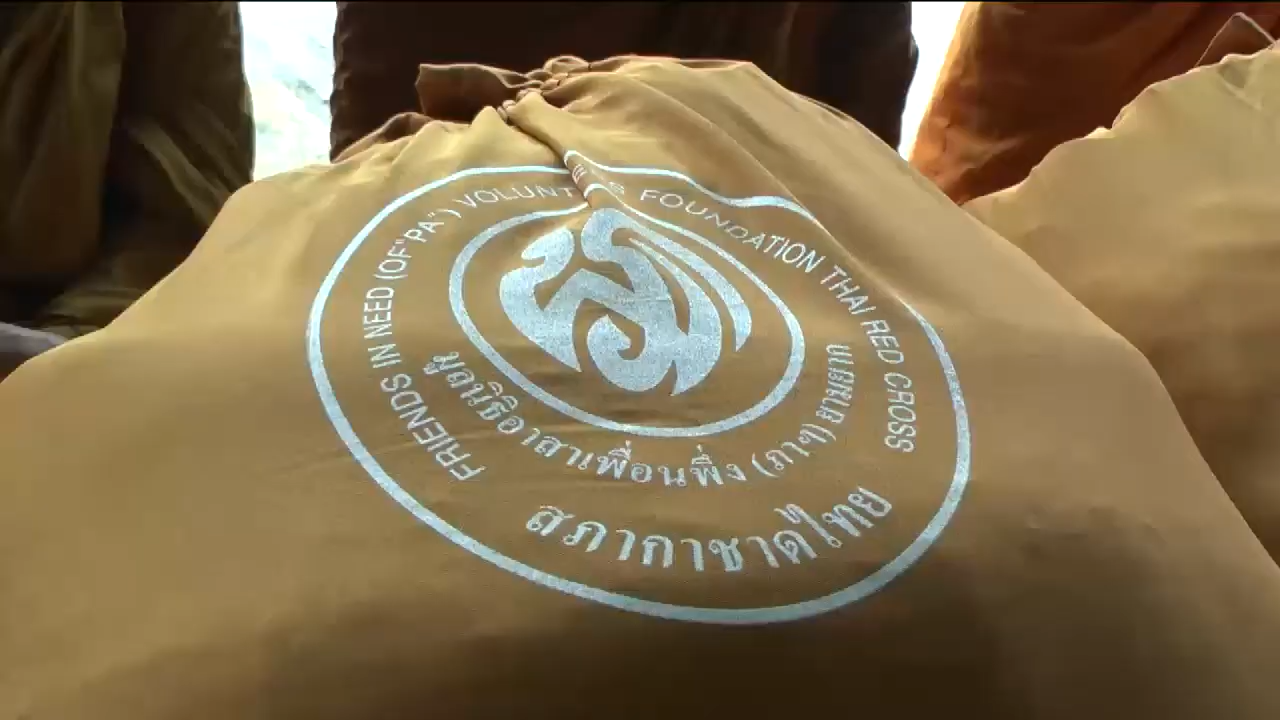 FRIENDS IN NEED (OF "PA") VOLUNTEERS FOUNDATION THAI RED CROSS
มูลนิธิอาสาเพื่อนพึ่ง (ภาฯ) ยามยาก
สภากาชาดไทย